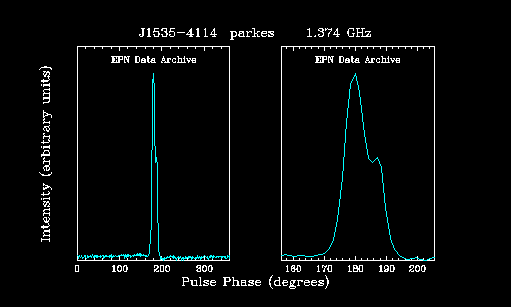 J1535-4114 parkes 1.374 GHz
EPN Data Archive EPN Data Archive
Intensity (arbitrary units)
0 100 200 300 160 170 180 190 200
Pulse Phase (degrees)